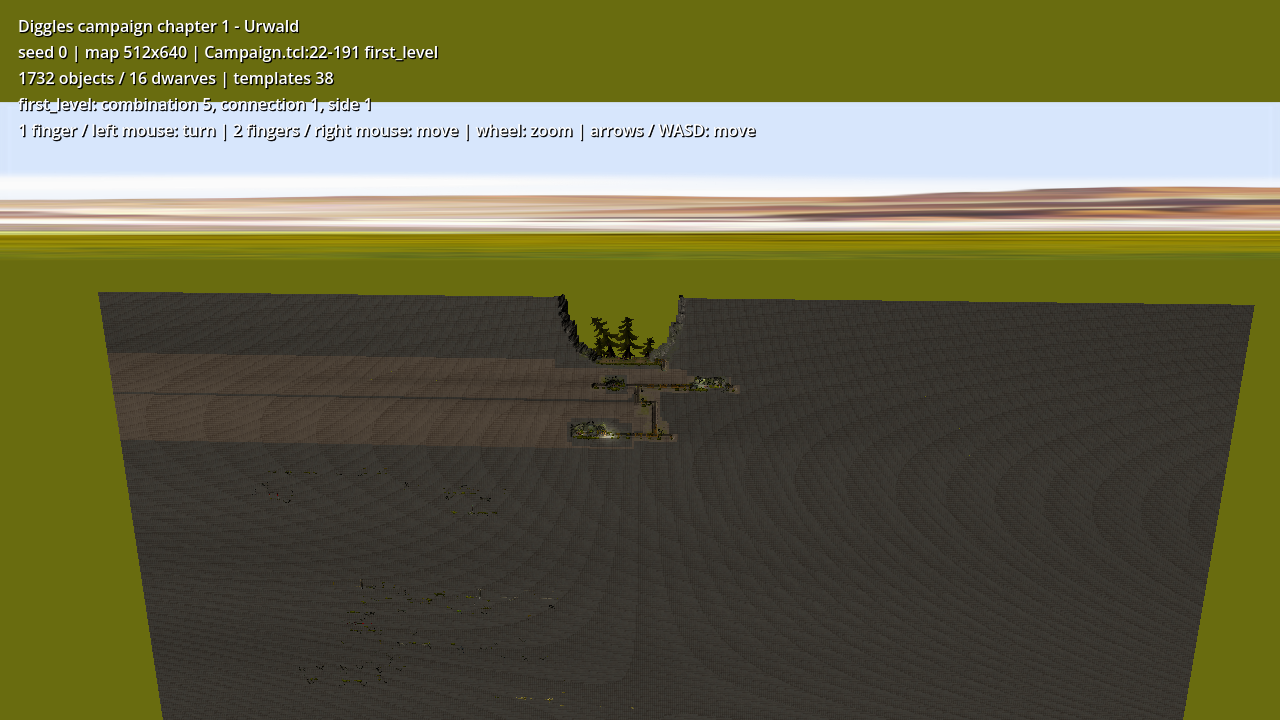 Diggles campaign chapter 1 - Urwald
seed 0 | map 512x640 | Campaign.tcl:22-191 first_level
1732 objects / 16 dwarves | templates 38
first_level: combination 5, connection 1, side 1
1 finger / left mouse: turn | 2 fingers / right mouse: move | wheel: zoom | arrows / WASD: move